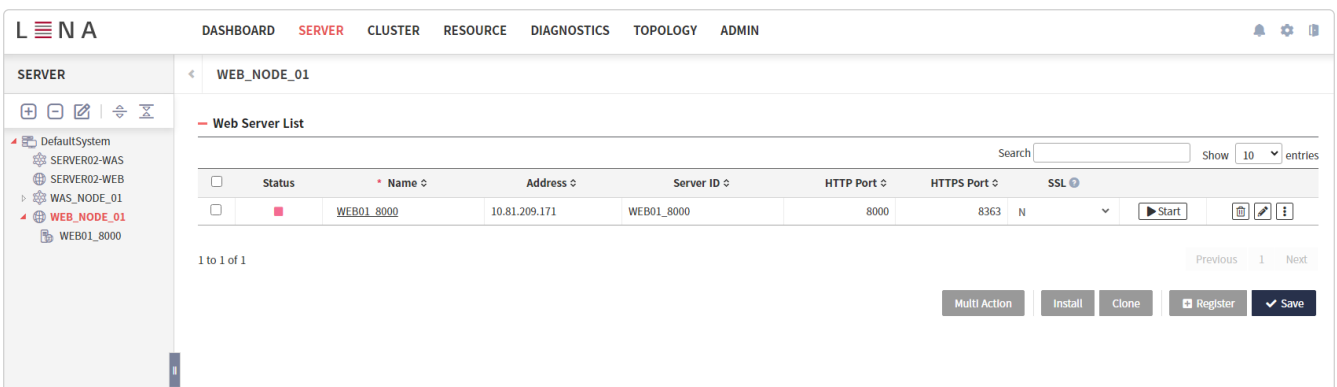 LENA DASHBOARD SERVER CLUSTER RESOURCE DIAGNOSTICS TOPOLOGY ADMIN
SERVER
WEB_NODE_01
DefaultSystem
SERVER02-WAS
SERVER02-WEB
WAS_NODE_01
WEB_NODE_01
WEB01_8000
Web Server List
Search Show 10 entries
Status * Name Address Server ID HTTP Port HTTPS Port SSL
WEB01_8000 10.81.209.171 WEB01_8000 8000 8363 N Start
1 to 1 of 1 Previous 1 Next
Multi Action Install Clone Register Save